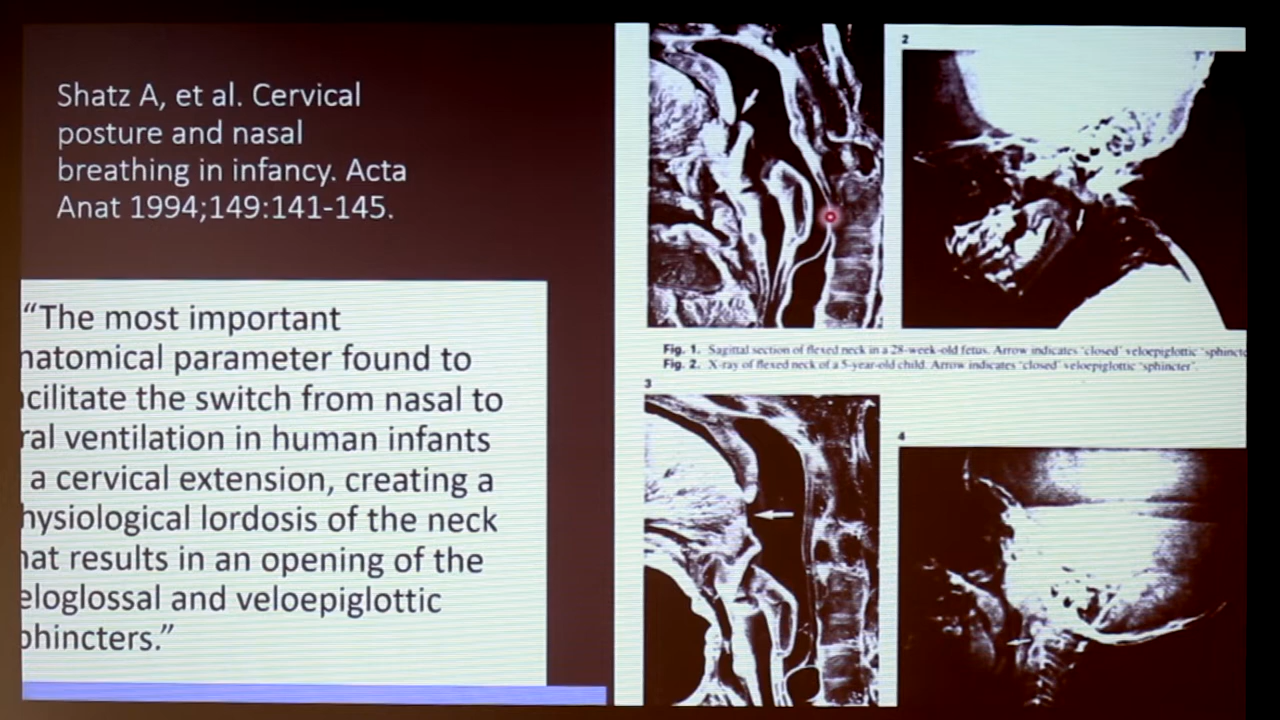 Shatz A, et al. Cervical
posture and nasal
breathing in infancy. Acta
Anat 1994;149:141-145.
“The most important
natomical parameter found to
cilitate the switch from nasal to
ral ventilation in human infants
a cervical extension, creating a
hysiological lordosis of the neck
hat results in an opening of the
eloglossal and veloepiglottic
phincters.”
2
Fig. 1. Sagittal section of flexed neck in a 28-week-old fetus. Arrow indicates ‘closed’ veloepiglottic ‘sphincte
Fig. 2. X-ray of flexed neck of a 5-year-old child. Arrow indicates ‘closed’ veloepiglottic ‘sphincter’.
3
4